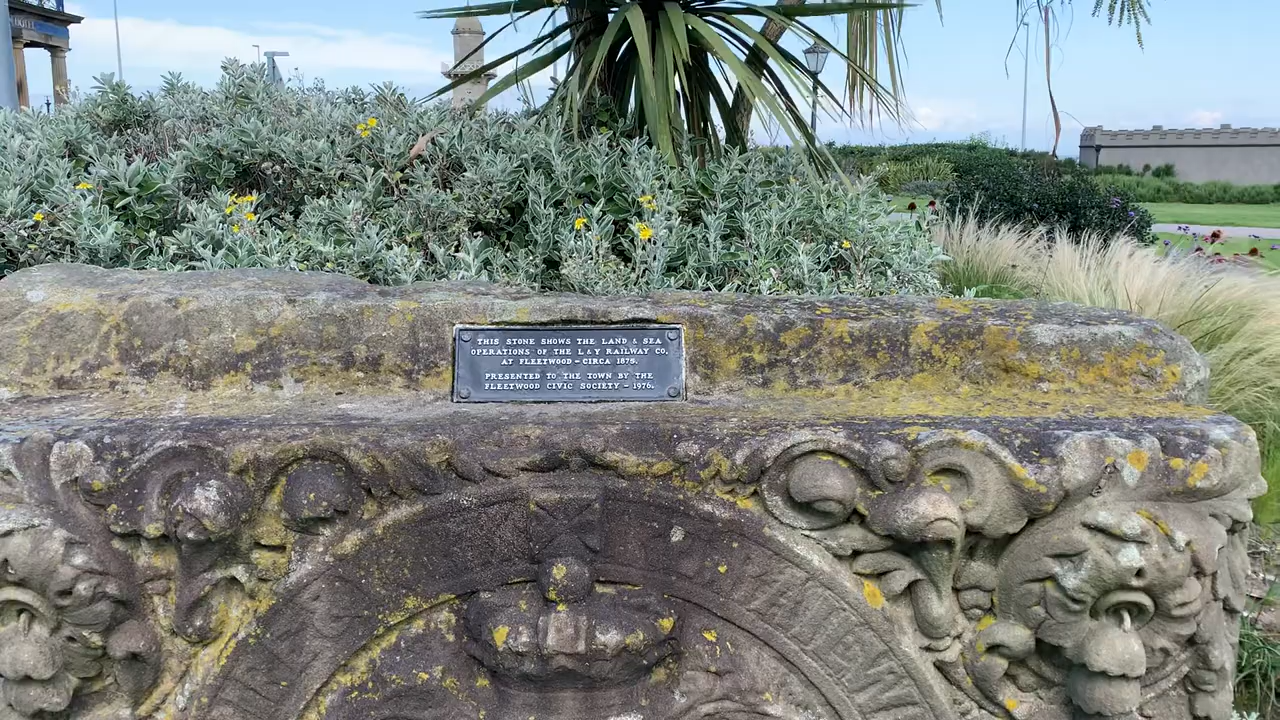 THIS STONE SHOWS THE LAND & SEA
OPERATIONS OF THE L&Y RAILWAY CO.
AT FLEETWOOD – CIRCA 1875.
PRESENTED TO THE TOWN BY THE
FLEETWOOD CIVIC SOCIETY – 1976.